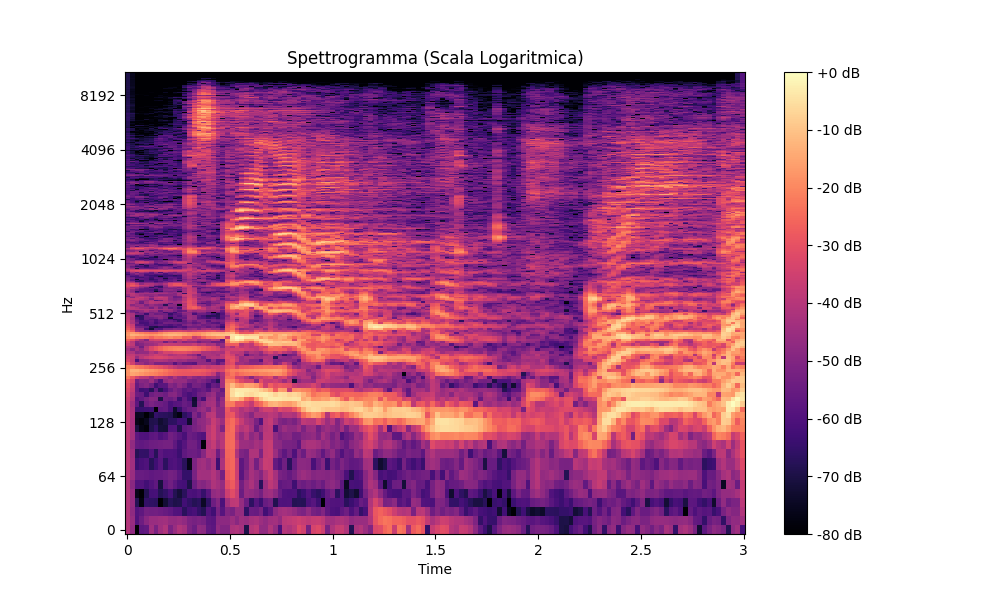 Spettrogramma (Scala Logaritmica)
+0 dB
8192
-10 dB
4096
-20 dB
2048
-30 dB
1024
-40 dB
Hz
512
-50 dB
256
-60 dB
128
-70 dB
64
0
-80 dB
0 0.5 1 1.5 2 2.5 3
Time